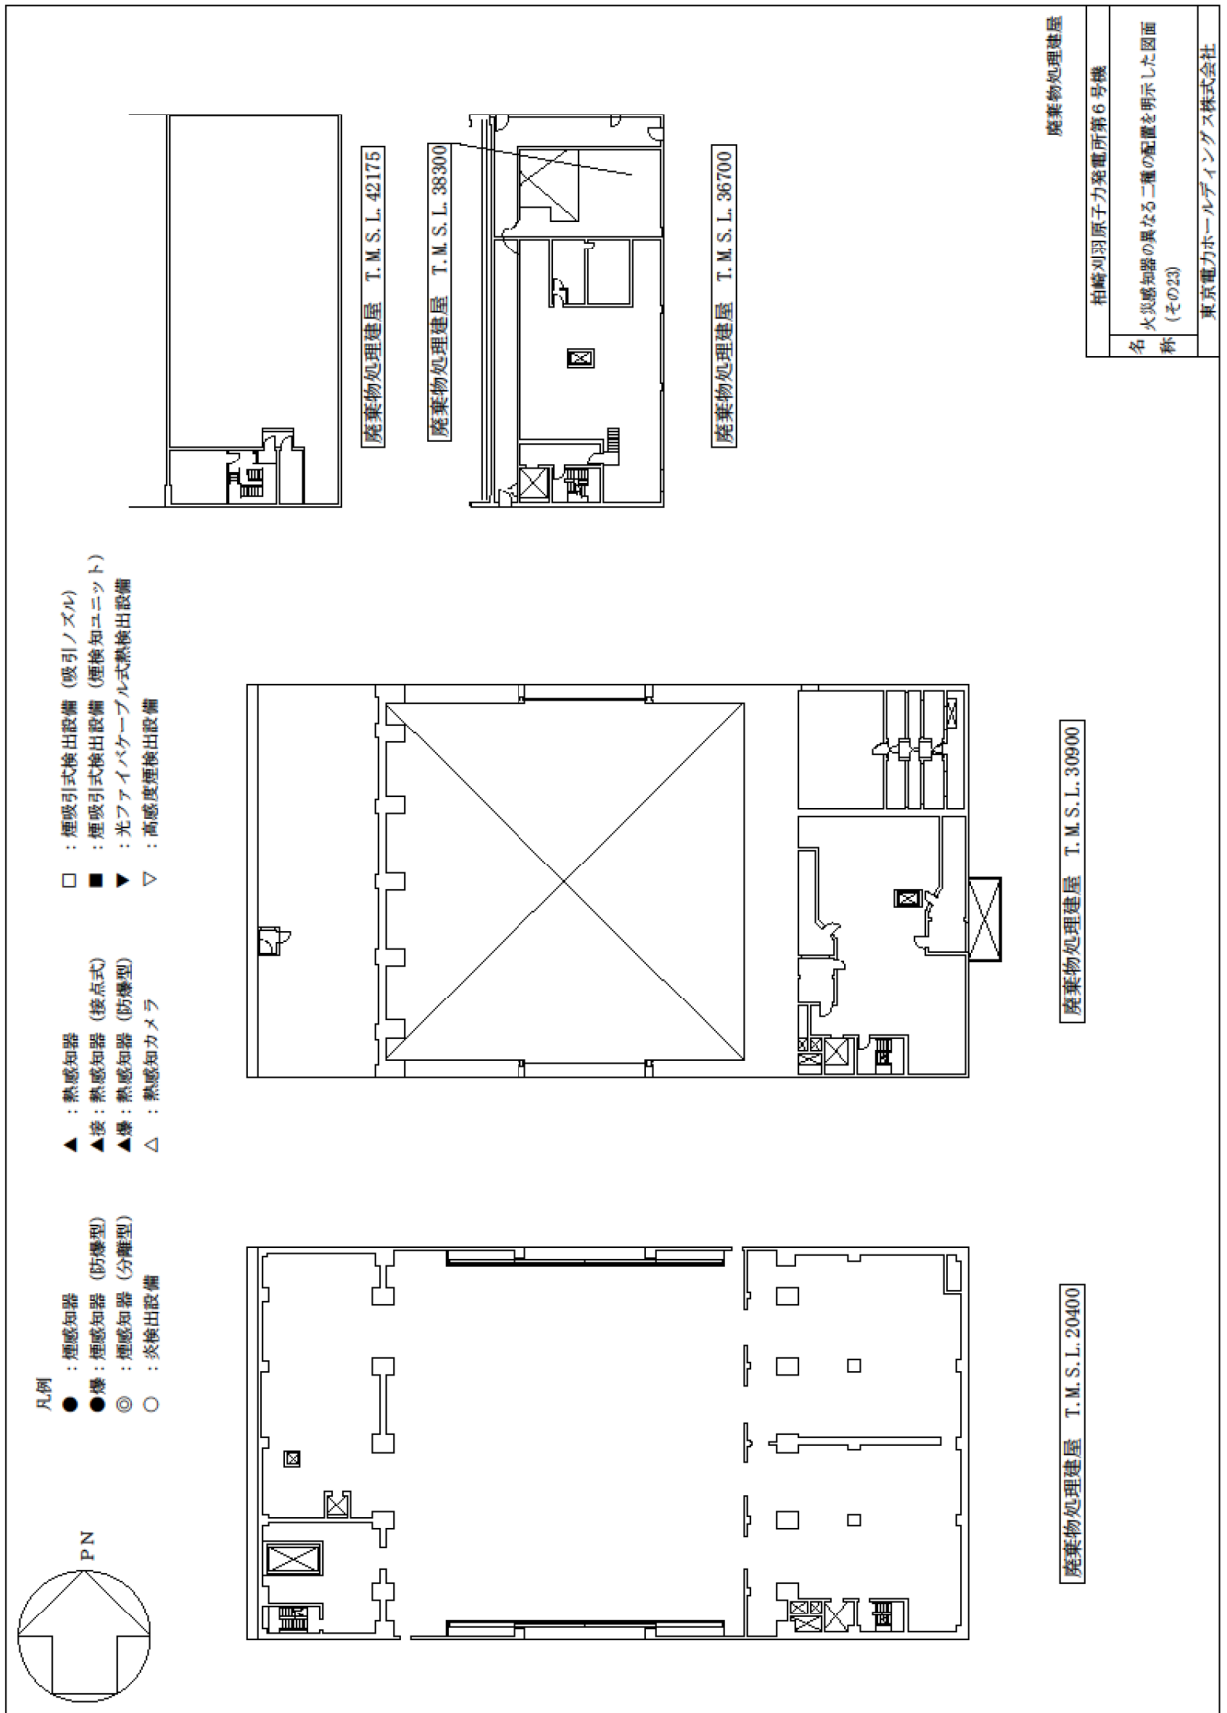 凡例
● ：煙感知器
●爆：煙感知器（防爆型）
◎ ：煙感知器（分離型）
○ ：炎検出設備
▲ ：熱感知器
▲接：熱感知器（接点式）
▲爆：熱感知器（防爆型）
△ ：熱感知カメラ
□ ：煙吸引式検出設備（吸引ノズル）
■ ：煙吸引式検出設備（煙検知ユニット）
▼ ：光ファイバケーブル式熱検出設備
▽ ：高感度煙検出設備
PN
廃棄物処理建屋 T.M.S.L.20400
廃棄物処理建屋 T.M.S.L.30900
廃棄物処理建屋 T.M.S.L.42175
廃棄物処理建屋 T.M.S.L.38300
廃棄物処理建屋 T.M.S.L.36700
廃棄物処理建屋
柏崎刈羽原子力発電所第6号機
名称
火災感知器の異なる二種の配置を明示した図面
（その23）
東京電力ホールディングス株式会社